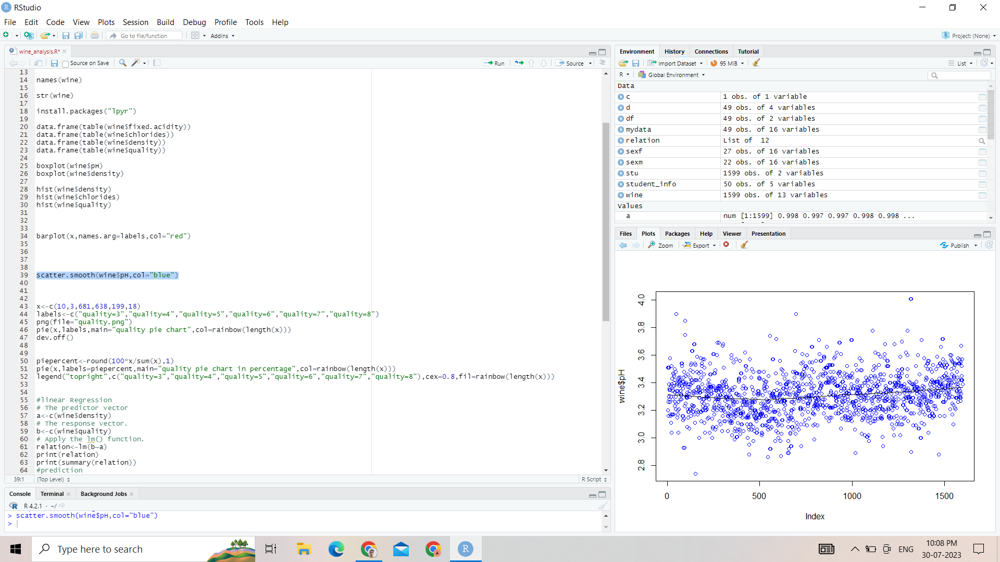 RStudio
File Edit Code View Plots Session Build Debug Profile Tools Help
Go to file/function Addins Project: (None)
wine_analysis.R*
Source on Save Run Source
13
14 names(wine)
15
16 str(wine)
17
18 install.packages("lpyr")
19
20 data.frame(table(wine$fixed.acidity))
21 data.frame(table(wine$chlorides))
22 data.frame(table(wine$density))
23 data.frame(table(wine$quality))
24
25 boxplot(wine$pH)
26 boxplot(wine$density)
27
28 hist(wine$density)
29 hist(wine$chlorides)
30 hist(wine$quality)
31
32
33
34 barplot(x,names.arg=labels,col="red")
35
36
37
38
39 scatter.smooth(wine$pH,col="blue")
40
41
42
43 x<-c(10,3,681,638,199,18)
44 labels<-c("quality=3","quality=4","quality=5","quality=6","quality=7","quality=8")
45 png(file="quality.png")
46 pie(x,labels,main="quality pie chart",col=rainbow(length(x)))
47 dev.off()
48
49
50 piepercent<-round(100*x/sum(x),1)
51 pie(x,labels=piepercent,main="quality pie chart in percentage",col=rainbow(length(x)))
52 legend("topright",c("quality=3","quality=4","quality=5","quality=6","quality=7","quality=8"),cex=0.8,fil=rainbow(length(x)))
53
54
55 #linear Regression
56 # The predictor vector
57 a<-c(wine$density)
58 # The response vector.
59 b<-c(wine$quality)
60 # Apply the lm() function.
61 relation<-lm(b~a)
62 print(relation)
63 print(summary(relation))
64 #prediction
39:1 (Top Level) R Script
Console Terminal Background Jobs
R 4.2.1 · ~/
> scatter.smooth(wine$pH,col="blue")
>
Environment History Connections Tutorial
Import Dataset 95 MiB List
R Global Environment
Data
c 1 obs. of 1 variable
d 49 obs. of 4 variables
df 49 obs. of 2 variables
mydata 49 obs. of 16 variables
relation List of 12
sexf 27 obs. of 16 variables
sexm 22 obs. of 16 variables
stu 1599 obs. of 2 variables
student_info 50 obs. of 5 variables
wine 1599 obs. of 13 variables
Values
a num [1:1599] 0.998 0.997 0.997 0.998 0.998 ...
Files Plots Packages Help Viewer Presentation
Zoom Export Publish
4.0
3.8
3.6
3.4
3.2
3.0
2.8
wine$pH
0 500 1000 1500
Index
Type here to search
ENG
10:08 PM
30-07-2023